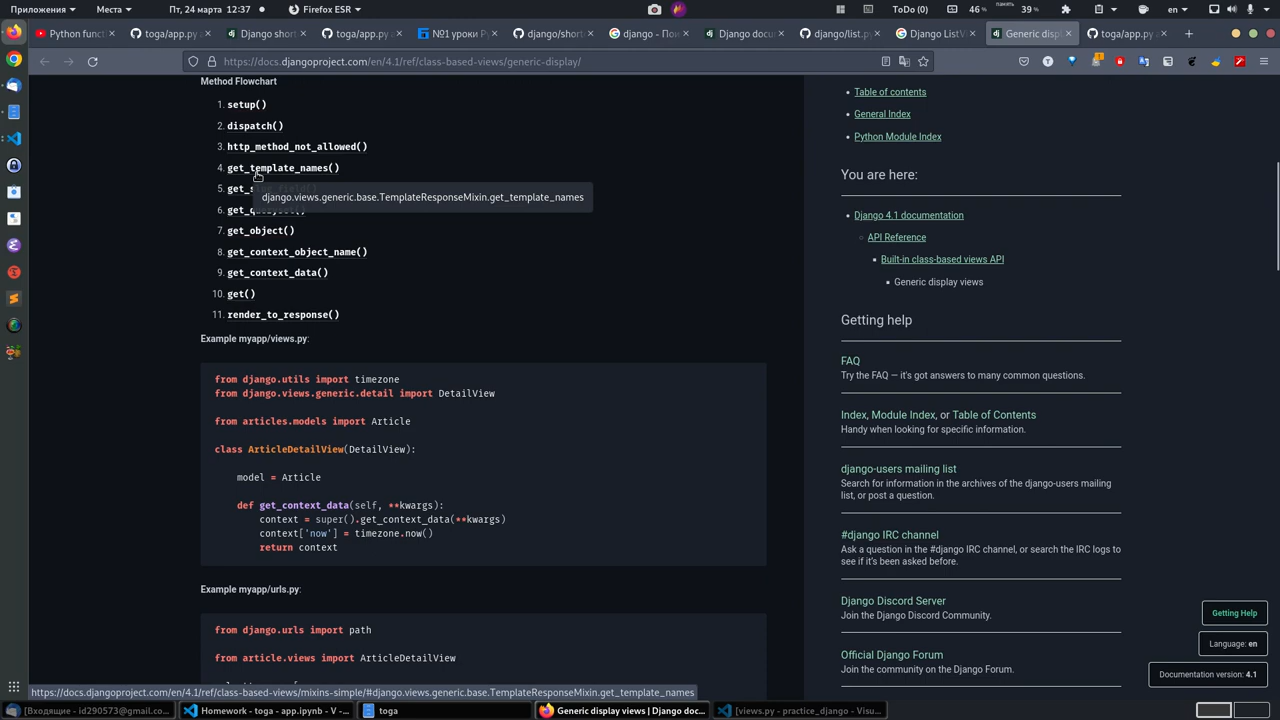 Приложения
Места
Пт, 24 марта 12:37
Firefox ESR
ToDo (0)
46 %
память
39 %
en
Python funct
toga/app.py a
Django short
toga/app.py a
№1 уроки Py
django/short
django - Пои
Django docu
django/list.py
Django ListV
Generic displ
toga/app.py a
https://docs.djangoproject.com/en/4.1/ref/class-based-views/generic-display/
Method Flowchart
1. setup()
2. dispatch()
3. http_method_not_allowed()
4. get_template_names()
5. get_slug_field()
django.views.generic.base.TemplateResponseMixin.get_template_names
6. get_queryset()
7. get_object()
8. get_context_object_name()
9. get_context_data()
10. get()
11. render_to_response()
Example myapp/views.py:
from django.utils import timezone
from django.views.generic.detail import DetailView
from articles.models import Article
class ArticleDetailView(DetailView):
model = Article
def get_context_data(self, **kwargs):
context = super().get_context_data(**kwargs)
context['now'] = timezone.now()
return context
Example myapp/urls.py:
from django.urls import path
from article.views import ArticleDetailView
Table of contents
General Index
Python Module Index
You are here:
Django 4.1 documentation
API Reference
Built-in class-based views API
Generic display views
Getting help
FAQ
Try the FAQ — it's got answers to many common questions.
Index, Module Index, or Table of Contents
Handy when looking for specific information.
django-users mailing list
Search for information in the archives of the django-users mailing
list, or post a question.
#django IRC channel
Ask a question in the #django IRC channel, or search the IRC logs to
see if it's been asked before.
Django Discord Server
Join the Django Discord Community.
Official Django Forum
Join the community on the Django Forum.
Getting Help
Language: en
Documentation version: 4.1
https://docs.djangoproject.com/en/4.1/ref/class-based-views/mixins-simple/#django.views.generic.base.TemplateResponseMixin.get_template_names
[Входящие - id290573@gmail.co...
Homework - toga - app.ipynb - V –...
toga
Generic display views | Django doc...
[views.py - practice_django - Visu...